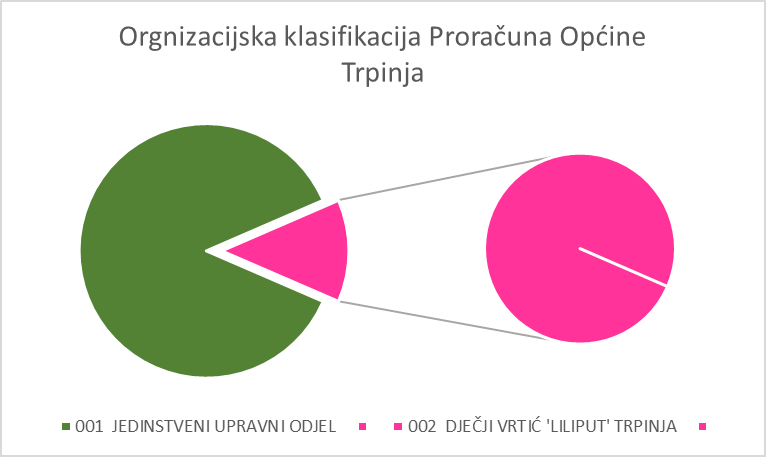 Orgnizacijska klasifikacija Proračuna Općine
Trpinja
001 JEDINSTVENI UPRAVNI ODJEL
002 DJEČJI VRTIĆ 'LILIPUT' TRPINJA